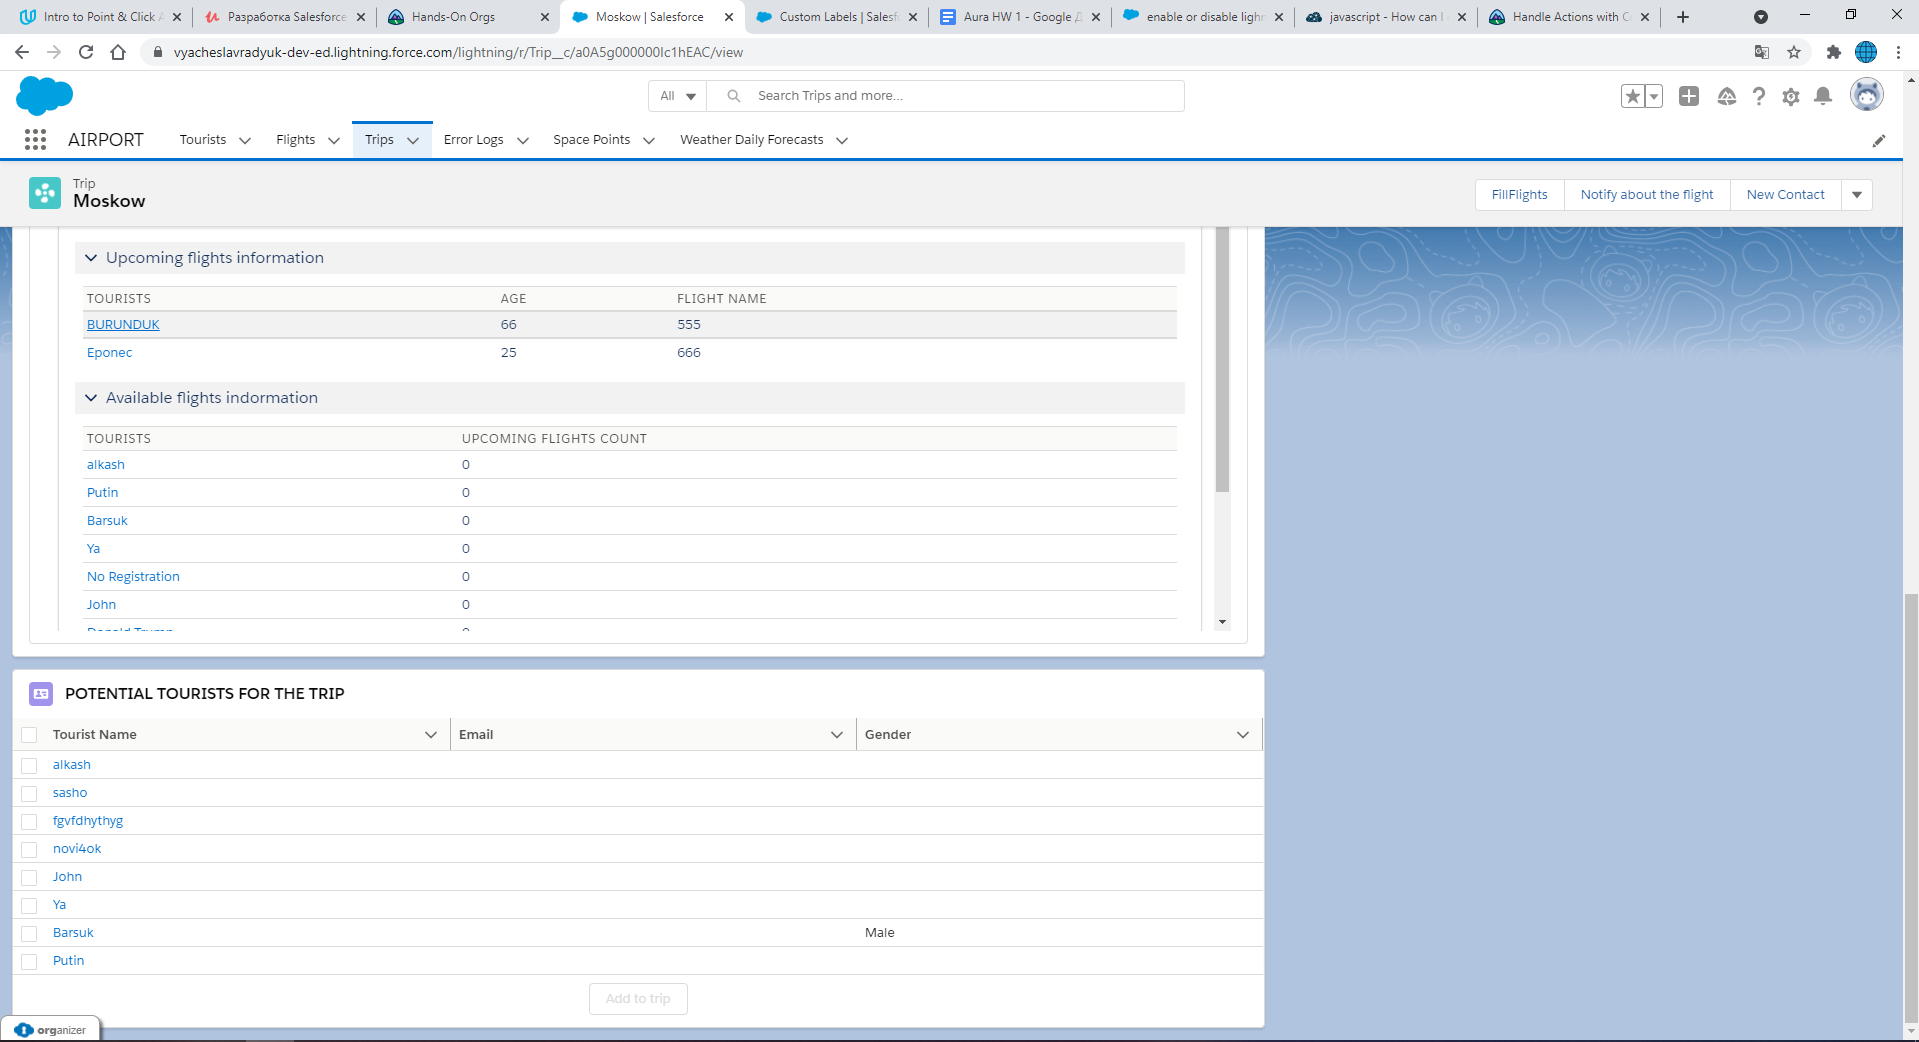 Intro to Point & Click
Разработка Salesforce
Hands-On Orgs
Moskow | Salesforce
Custom Labels | Salesf
Aura HW 1 - Google Д
enable or disable lightn
javascript - How can I
Handle Actions with C
vyacheslavradyuk-dev-ed.lightning.force.com/lightning/r/Trip__c/a0A5g000000Ic1hEAC/view
All
Search Trips and more...
AIRPORT
Tourists
Flights
Trips
Error Logs
Space Points
Weather Daily Forecasts
Trip
Moskow
FillFlights
Notify about the flight
New Contact
Upcoming flights information
TOURISTS AGE FLIGHT NAME
BURUNDUK 66 555
Eponec 25 666
Available flights indormation
TOURISTS UPCOMING FLIGHTS COUNT
alkash 0
Putin 0
Barsuk 0
Ya 0
No Registration 0
John 0
Donald Trump 0
POTENTIAL TOURISTS FOR THE TRIP
Tourist Name Email Gender
alkash
sasho
fgvfdhythyg
novi4ok
John
Ya
Barsuk Male
Putin
Add to trip
organizer